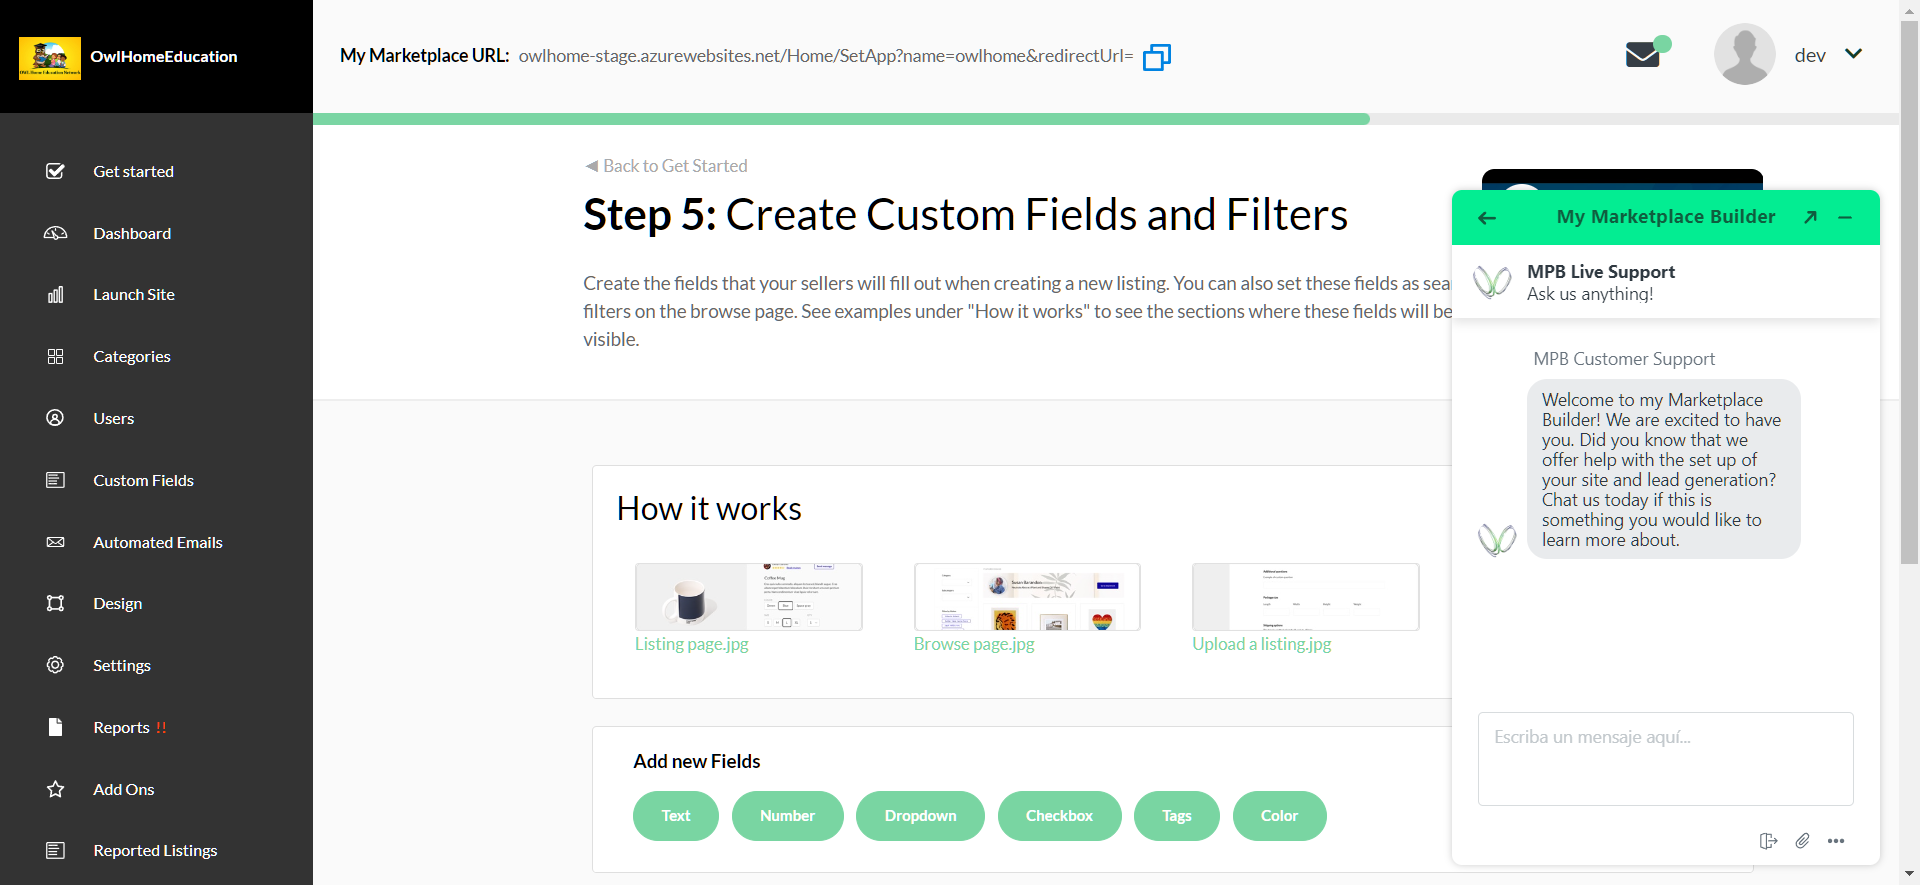 OwlHomeEducation
My Marketplace URL: owlhome-stage.azurewebsites.net/Home/SetApp?name=owlhome&redirectUrl=
dev
Get started
Dashboard
Launch Site
Categories
Users
Custom Fields
Automated Emails
Design
Settings
Reports !!
Add Ons
Reported Listings
◄ Back to Get Started
Step 5: Create Custom Fields and Filters
Create the fields that your sellers will fill out when creating a new listing. You can also set these fields as
filters on the browse page. See examples under "How it works" to see the sections where these fields will be
visible.
How it works
Listing page.jpg
Browse page.jpg
Upload a listing.jpg
Add new Fields
Text
Number
Dropdown
Checkbox
Tags
Color
My Marketplace Builder
MPB Live Support
Ask us anything!
MPB Customer Support
Welcome to my Marketplace
Builder! We are excited to have
you. Did you know that we
offer help with the set up of
your site and lead generation?
Chat us today if this is
something you would like to
learn more about.
Escriba un mensaje aquí...